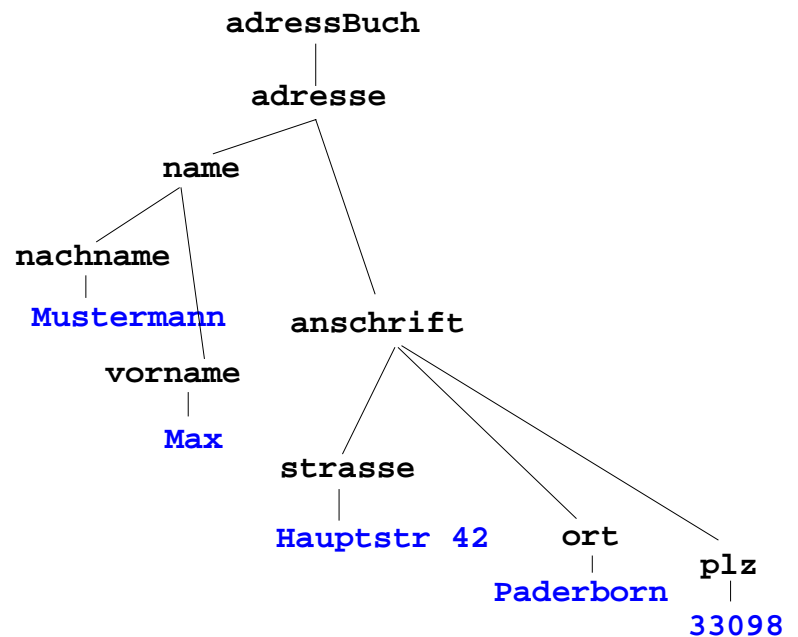 adressBuch
adresse
name
nachname
Mustermann
anschrift
vorname
Max
strasse
Hauptstr 42
ort
plz
Paderborn
33098